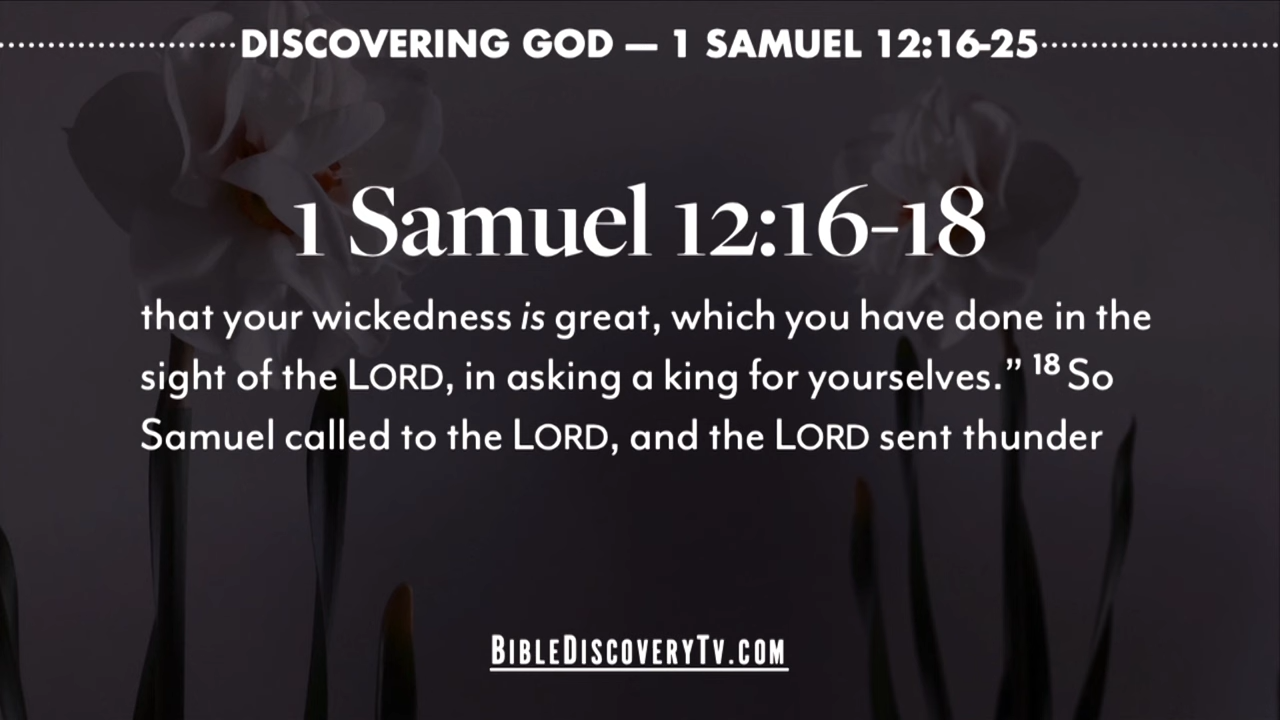 DISCOVERING GOD — 1 SAMUEL 12:16-25
1 Samuel 12:16-18
that your wickedness is great, which you have done in the
sight of the LORD, in asking a king for yourselves.” 18 So
Samuel called to the LORD, and the LORD sent thunder
BIBLEDISCOVERYTV.COM